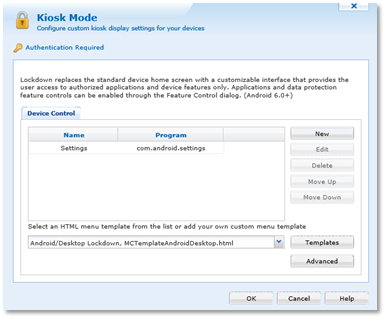 Kiosk Mode
Configure custom kiosk display settings for your devices
Authentication Required
Lockdown replaces the standard device home screen with a customizable interface that provides the
user access to authorized applications and device features only. Applications and data protection
feature controls can be enabled through the Feature Control dialog. (Android 6.0+)
Device Control
Name Program
Settings com.android.settings
New
Edit
Delete
Move Up
Move Down
Select an HTML menu template from the list or add your own custom menu template
Android/Desktop Lockdown, MCTemplateAndroidDesktop.html
Templates
Advanced
OK Cancel Help